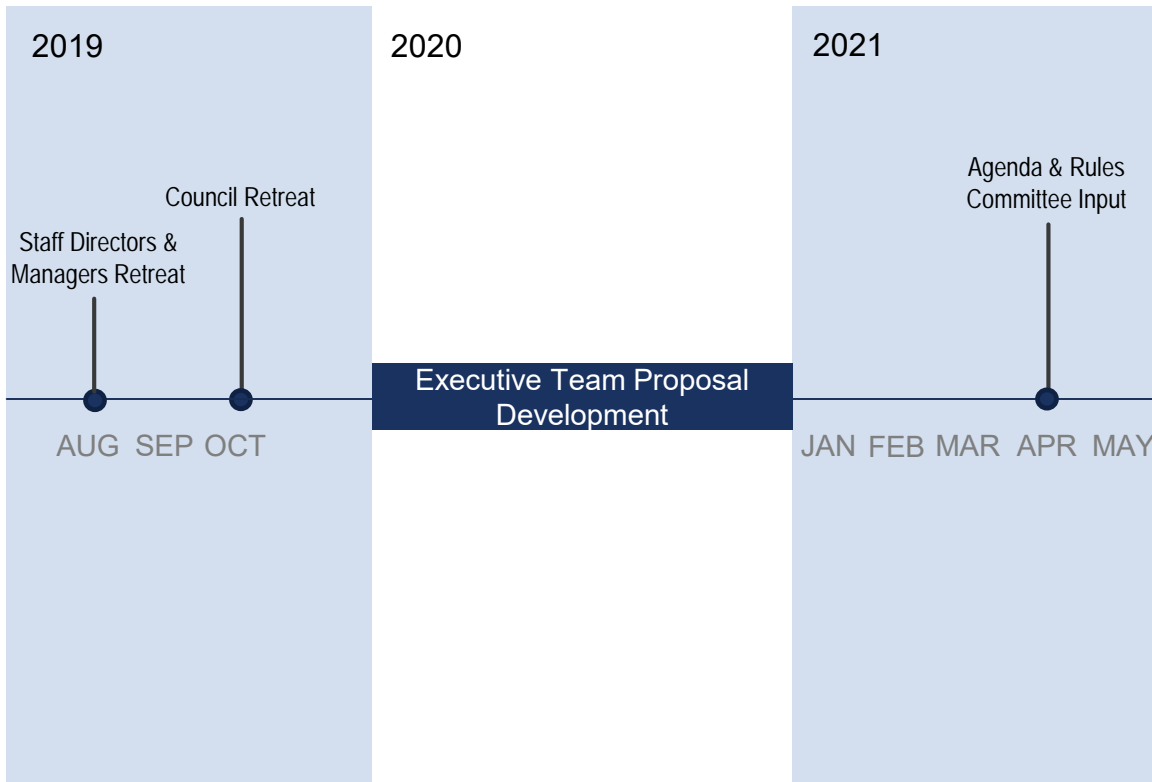 2019
2020
2021
Council Retreat
Staff Directors &
Managers Retreat
Agenda & Rules
Committee Input
Executive Team Proposal
Development
AUG SEP OCT
JAN FEB MAR APR MAY